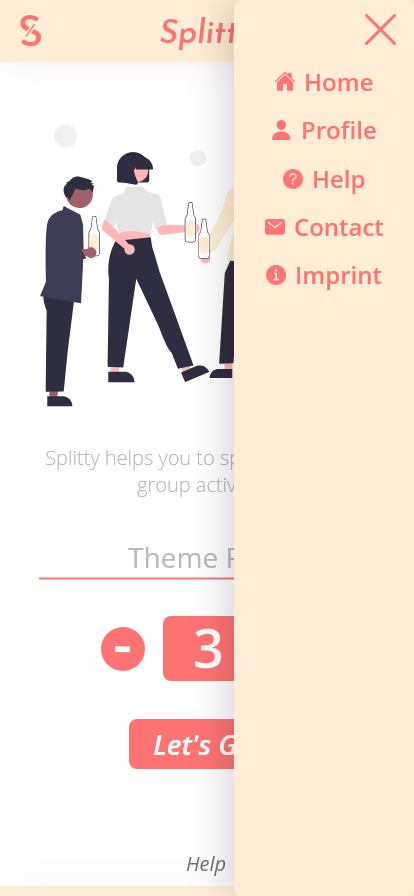 Splitt
Home
Profile
Help
Contact
Imprint
Splitty helps you to sp
group activ
Theme
- 3
Let's G
Help